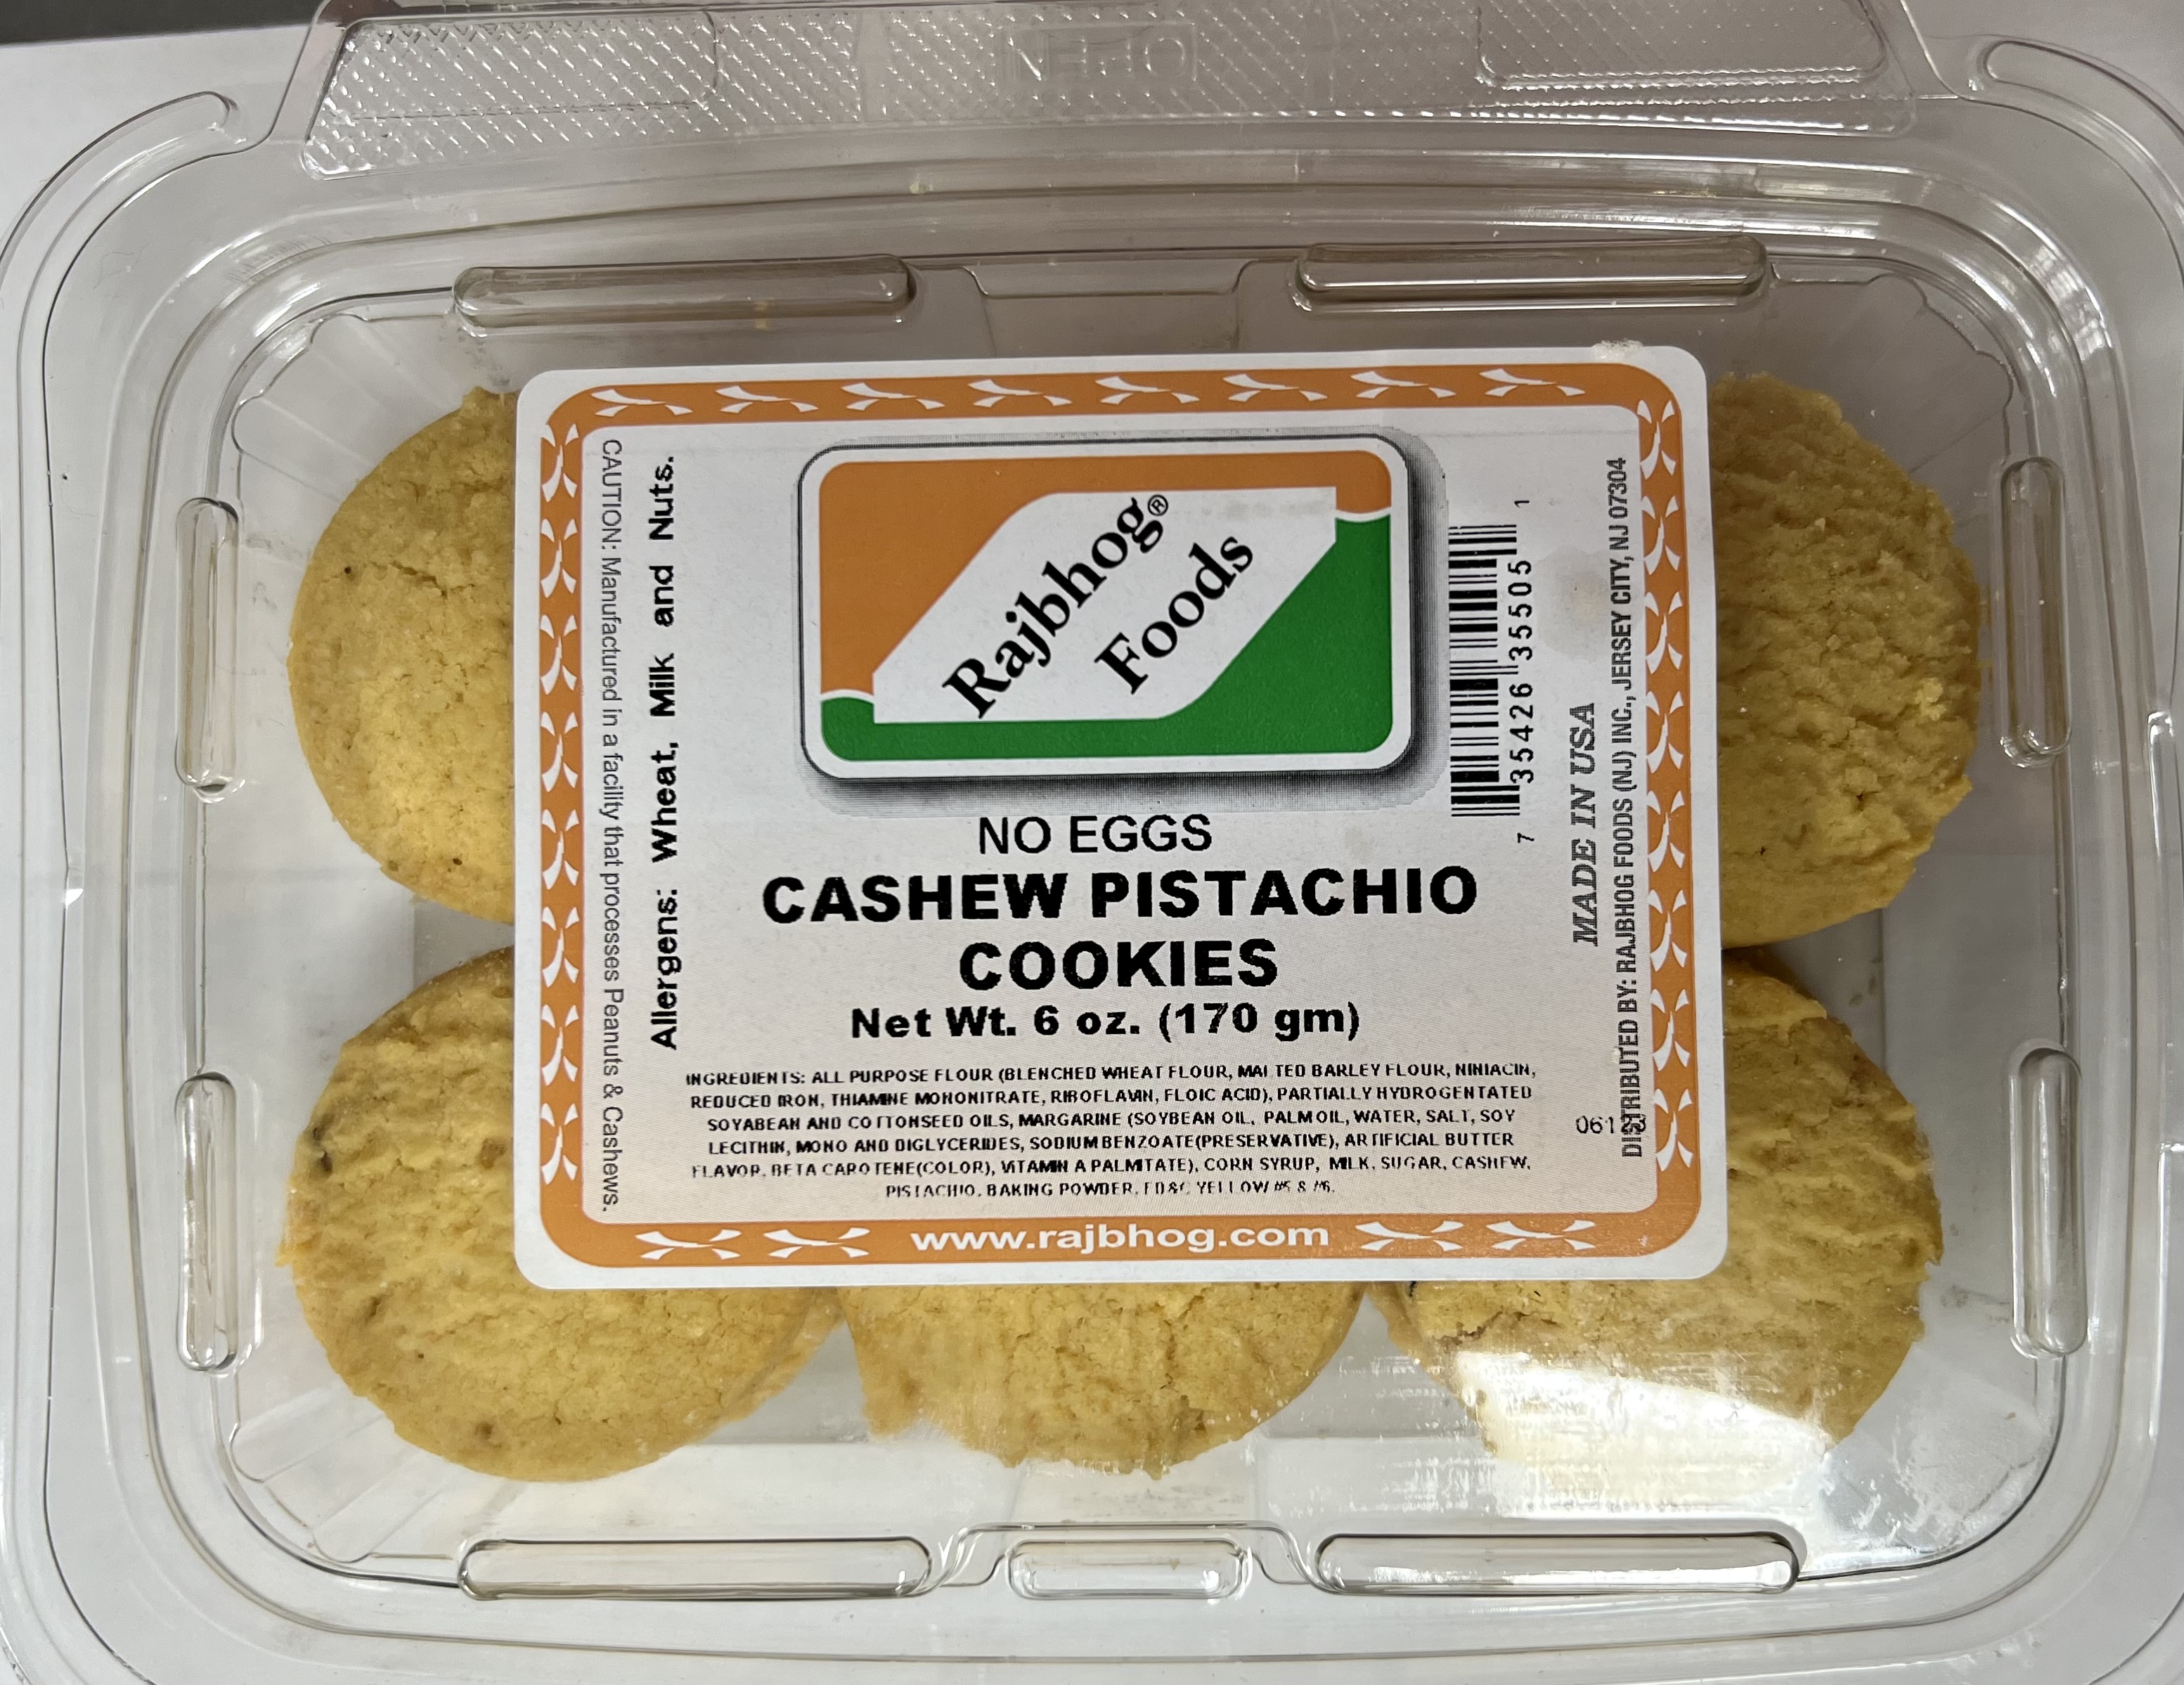 OPEN
Rajbhog®
Foods
NO EGGS
CASHEW PISTACHIO
COOKIES
Net Wt. 6 oz. (170 gm)
INGREDIENTS: ALL PURPOSE FLOUR (BLENCHED WHEAT FLOUR, MALTED BARLEY FLOUR, NINIACIN,
REDUCED IRON, THIAMINE MONONITRATE, RIBOFLAVIN, FLOIC ACID), PARTIALLY HYDROGENTATED
SOYABEAN AND COTTONSEED OILS, MARGARINE (SOYBEAN OIL, PALM OIL, WATER, SALT, SOY
LECITHIN, MONO AND DIGLYCERIDES, SODIUM BENZOATE(PRESERVATIVE), ARTIFICIAL BUTTER
FLAVOR, BETA CAROTENE(COLOR), VITAMIN A PALMITATE), CORN SYRUP, MILK, SUGAR, CASHEW,
PISTACHIO, BAKING POWDER, FD&C YELLOW #5 & #6.
www.rajbhog.com
CAUTION: Manufactured in a facility that processes Peanuts & Cashews.
Allergens: Wheat, Milk and Nuts.
7 35426 35505 1
MADE IN USA
DISTRIBUTED BY: RAJBHOG FOODS (NJ) INC., JERSEY CITY, NJ 07304